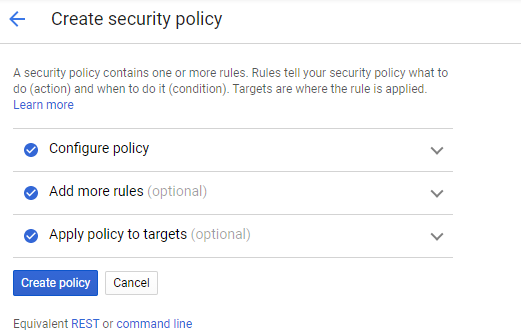 Create security policy
A security policy contains one or more rules. Rules tell your security policy what to
do (action) and when to do it (condition). Targets are where the rule is applied.
Learn more
Configure policy
Add more rules (optional)
Apply policy to targets (optional)
Create policy Cancel
Equivalent REST or command line